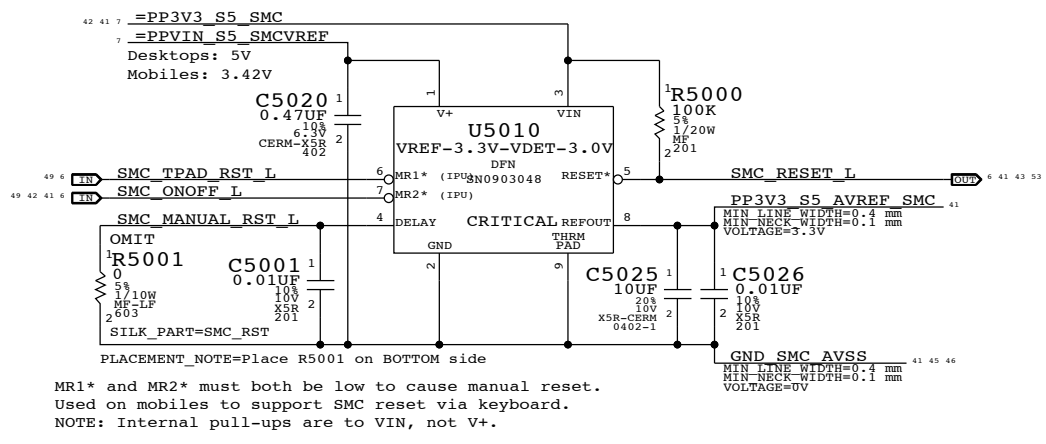 42 41 7 =PP3V3_S5_SMC
7 =PPVIN_S5_SMCVREF
Desktops: 5V
Mobiles: 3.42V
C5020 1
0.47UF
10%
6.3V 2
CERM-X5R
402
1
V+
3
VIN
U5010
VREF-3.3V-VDET-3.0V
DFN
SN0903048
CRITICAL
1 R5000
100K
5%
1/20W
MF
2 201
49 6 IN SMC_TPAD_RST_L 6 MR1* (IPU)
49 42 41 6 IN SMC_ONOFF_L 7 MR2* (IPU)
RESET* 5 SMC_RESET_L OUT 6 41 43 53
SMC_MANUAL_RST_L 4 DELAY
REFOUT 8
PP3V3_S5_AVREF_SMC 41
MIN_LINE_WIDTH=0.4 mm
MIN_NECK_WIDTH=0.1 mm
VOLTAGE=3.3V
GND
2
THRM
PAD
9
OMIT
1 R5001
0
5%
1/10W
MF-LF
2 603
SILK_PART=SMC_RST
C5001 1
0.01UF
10%
10V 2
X5R
201
C5025 1
10UF
20%
10V 2
X5R-CERM
0402-1
1 C5026
0.01UF
10%
2 10V
X5R
201
PLACEMENT_NOTE=Place R5001 on BOTTOM side
GND_SMC_AVSS 41 45 46
MIN_LINE_WIDTH=0.4 mm
MIN_NECK_WIDTH=0.1 mm
VOLTAGE=0V
MR1* and MR2* must both be low to cause manual reset.
Used on mobiles to support SMC reset via keyboard.
NOTE: Internal pull-ups are to VIN, not V+.